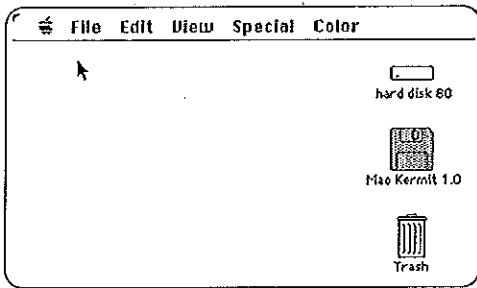 File Edit View Special Color
hard disk 80
1.0
Mac Kermit 1.0
Trash